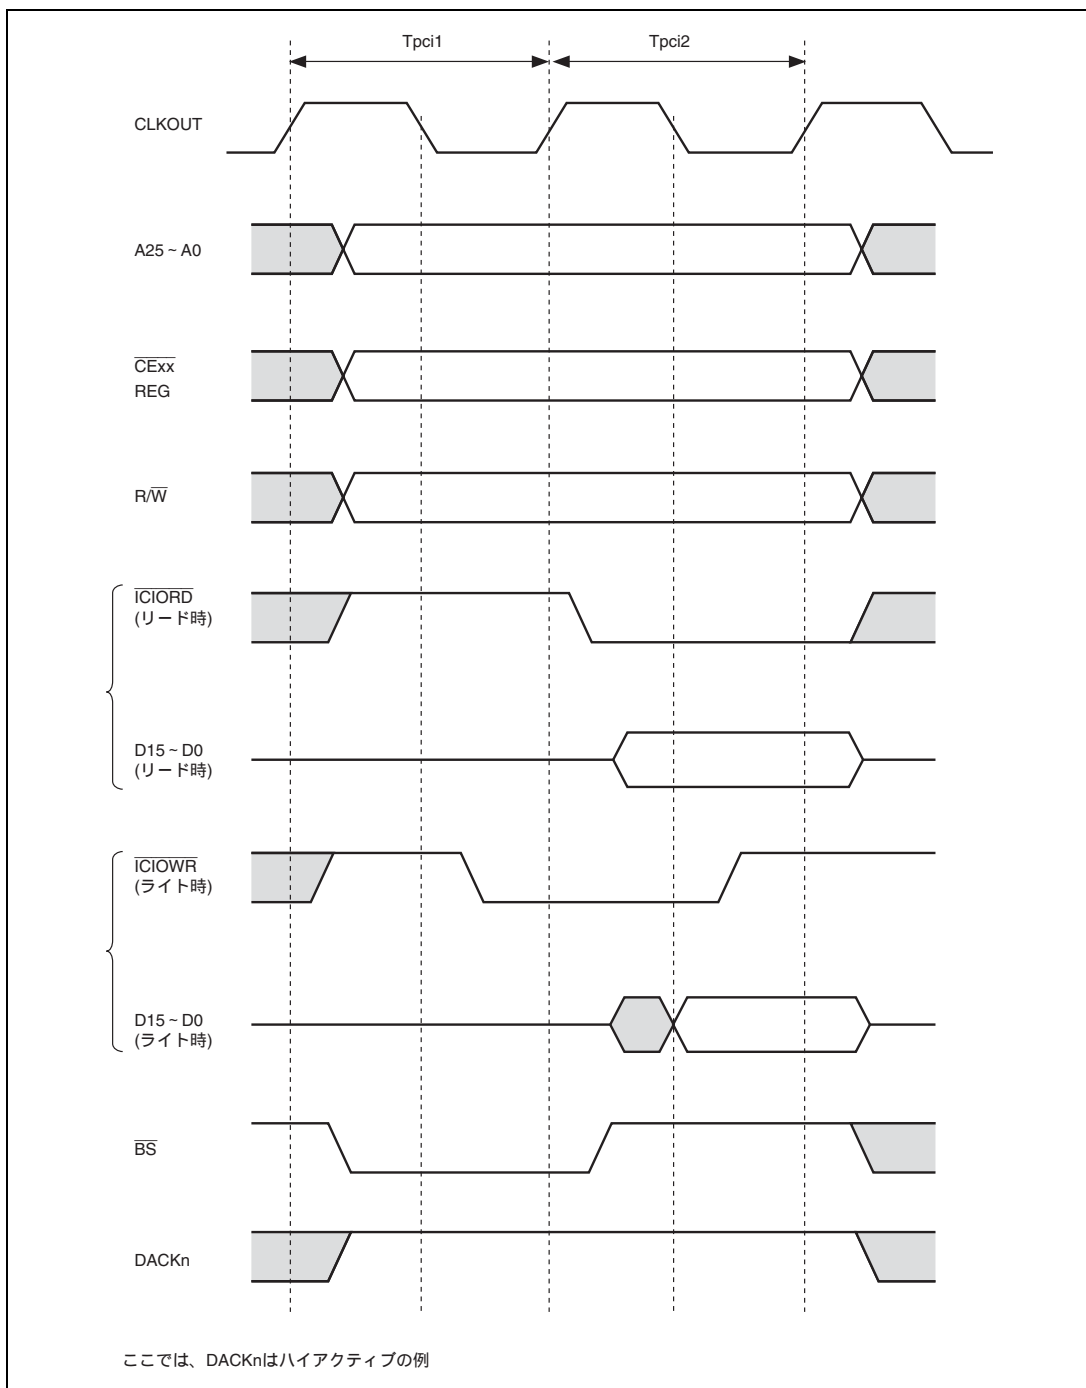 Tpci1 Tpci2
CLKOUT
A25 ~ A0
CExx
REG
R/W
ICIORD
(リード時)
D15 ~ D0
(リード時)
ICIOWR
(ライト時)
D15 ~ D0
(ライト時)
BS
DACKn
ここでは、DACKnはハイアクティブの例